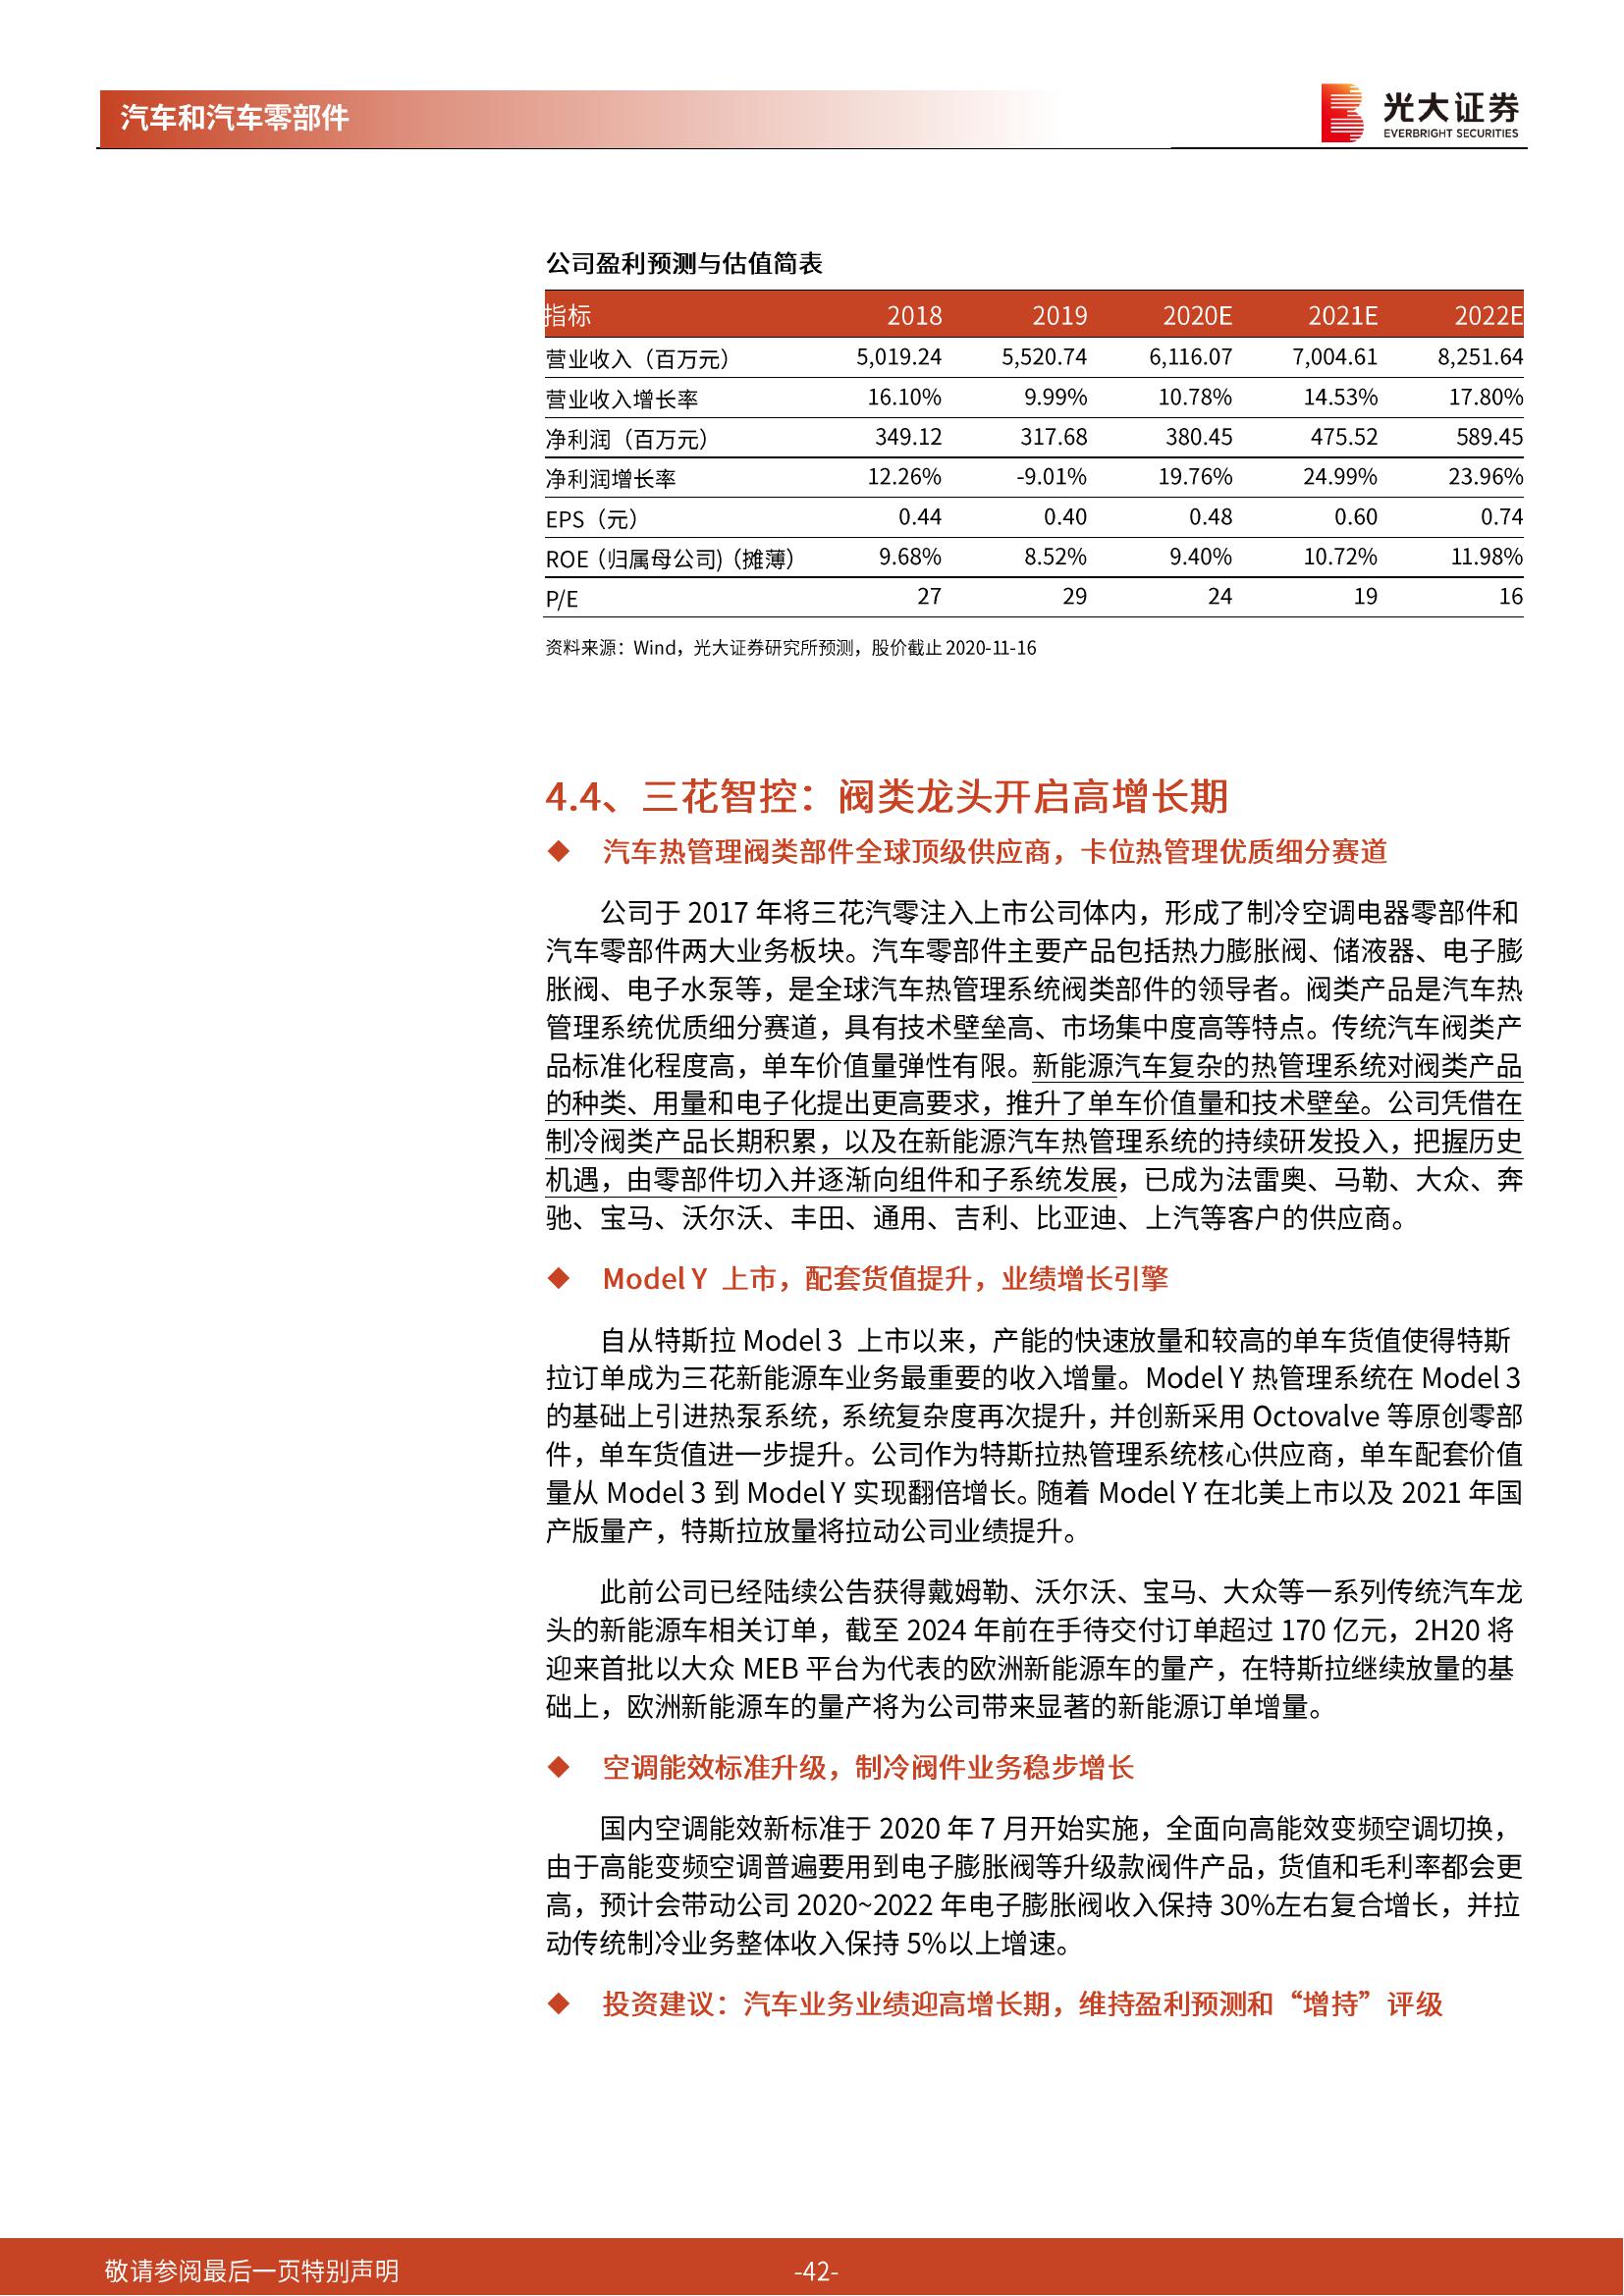 汽车和汽车零部件
光大证券
EVERBRIGHT SECURITIES
公司盈利预测与估值简表
指标 2018 2019 2020E 2021E 2022E
营业收入（百万元） 5,019.24 5,520.74 6,116.07 7,004.61 8,251.64
营业收入增长率 16.10% 9.99% 10.78% 14.53% 17.80%
净利润（百万元） 349.12 317.68 380.45 475.52 589.45
净利润增长率 12.26% -9.01% 19.76% 24.99% 23.96%
EPS（元） 0.44 0.40 0.48 0.60 0.74
ROE（归属母公司)（摊薄） 9.68% 8.52% 9.40% 10.72% 11.98%
P/E 27 29 24 19 16
资料来源：Wind，光大证券研究所预测，股价截止 2020-11-16
4.4、三花智控：阀类龙头开启高增长期
◆ 汽车热管理阀类部件全球顶级供应商，卡位热管理优质细分赛道
公司于 2017 年将三花汽零注入上市公司体内，形成了制冷空调电器零部件和
汽车零部件两大业务板块。汽车零部件主要产品包括热力膨胀阀、储液器、电子膨
胀阀、电子水泵等，是全球汽车热管理系统阀类部件的领导者。阀类产品是汽车热
管理系统优质细分赛道，具有技术壁垒高、市场集中度高等特点。传统汽车阀类产
品标准化程度高，单车价值量弹性有限。新能源汽车复杂的热管理系统对阀类产品
的种类、用量和电子化提出更高要求，推升了单车价值量和技术壁垒。公司凭借在
制冷阀类产品长期积累，以及在新能源汽车热管理系统的持续研发投入，把握历史
机遇，由零部件切入并逐渐向组件和子系统发展，已成为法雷奥、马勒、大众、奔
驰、宝马、沃尔沃、丰田、通用、吉利、比亚迪、上汽等客户的供应商。
◆ Model Y 上市，配套货值提升，业绩增长引擎
自从特斯拉 Model 3 上市以来，产能的快速放量和较高的单车货值使得特斯
拉订单成为三花新能源车业务最重要的收入增量。Model Y 热管理系统在 Model 3
的基础上引进热泵系统，系统复杂度再次提升，并创新采用 Octovalve 等原创零部
件，单车货值进一步提升。公司作为特斯拉热管理系统核心供应商，单车配套价值
量从 Model 3 到 Model Y 实现翻倍增长。随着 Model Y 在北美上市以及 2021 年国
产版量产，特斯拉放量将拉动公司业绩提升。
此前公司已经陆续公告获得戴姆勒、沃尔沃、宝马、大众等一系列传统汽车龙
头的新能源车相关订单，截至 2024 年前在手待交付订单超过 170 亿元，2H20 将
迎来首批以大众 MEB 平台为代表的欧洲新能源车的量产，在特斯拉继续放量的基
础上，欧洲新能源车的量产将为公司带来显著的新能源订单增量。
◆ 空调能效标准升级，制冷阀件业务稳步增长
国内空调能效新标准于 2020 年 7 月开始实施，全面向高能效变频空调切换，
由于高能变频空调普遍要用到电子膨胀阀等升级款阀件产品，货值和毛利率都会更
高，预计会带动公司 2020~2022 年电子膨胀阀收入保持 30%左右复合增长，并拉
动传统制冷业务整体收入保持 5%以上增速。
◆ 投资建议：汽车业务业绩迎高增长期，维持盈利预测和“增持”评级
敬请参阅最后一页特别声明 -42-